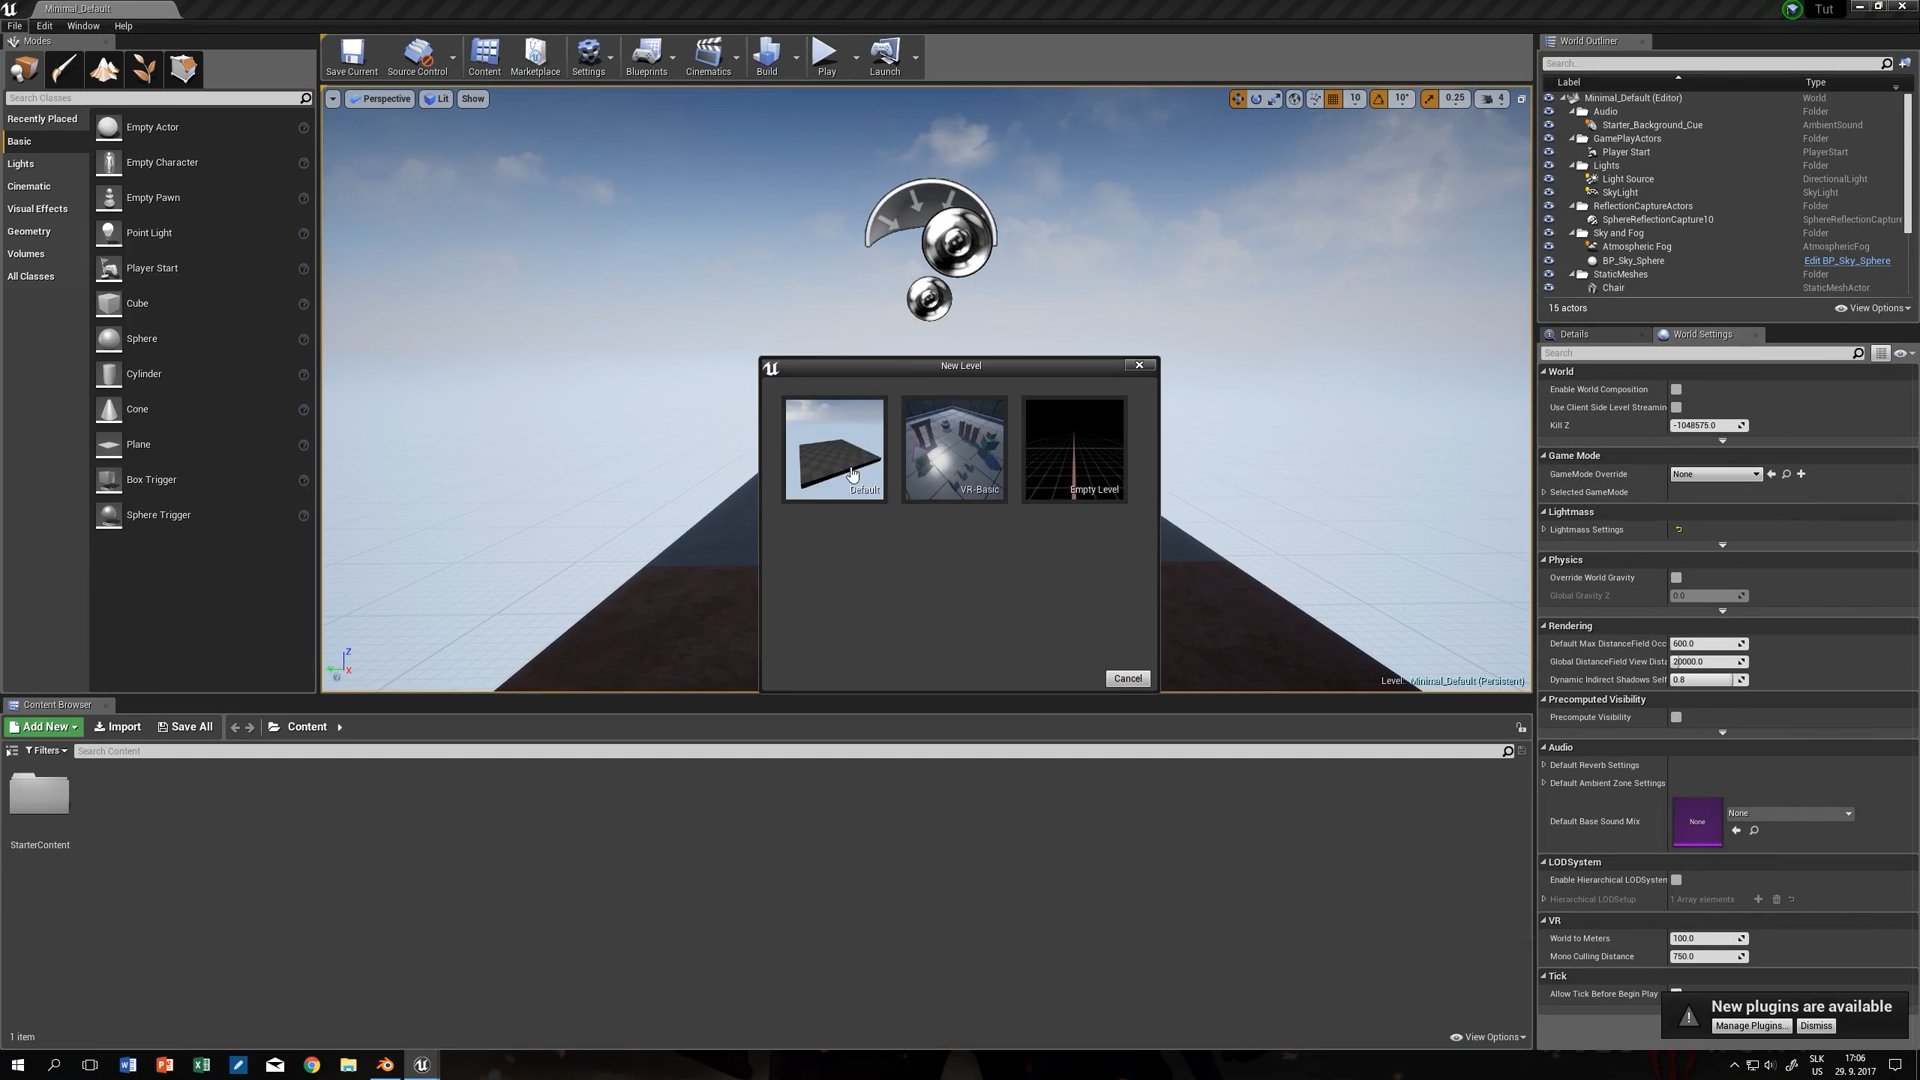 Minimal_Default
Tut
File Edit Window Help
Modes
Search Classes
Recently Placed
Basic
Lights
Cinematic
Visual Effects
Geometry
Volumes
All Classes
Empty Actor
Empty Character
Empty Pawn
Point Light
Player Start
Cube
Sphere
Cylinder
Cone
Plane
Box Trigger
Sphere Trigger
Save Current Source Control Content Marketplace Settings Blueprints Cinematics Build Play Launch
Perspective Lit Show
10 10° 0.25 4
New Level
Default VR-Basic Empty Level
Cancel
Z
X
Level: Minimal_Default (Persistent)
World Outliner
Search...
Label Type
Minimal_Default (Editor) World
Audio Folder
Starter_Background_Cue AmbientSound
GamePlayActors Folder
Player Start PlayerStart
Lights Folder
Light Source DirectionalLight
SkyLight SkyLight
ReflectionCaptureActors Folder
SphereReflectionCapture10 SphereReflectionCapture
Sky and Fog Folder
Atmospheric Fog AtmosphericFog
BP_Sky_Sphere Edit BP_Sky_Sphere
StaticMeshes Folder
Chair StaticMeshActor
15 actors View Options
Details World Settings
Search
World
Enable World Composition
Use Client Side Level Streamin
Kill Z -1048575.0
Game Mode
GameMode Override None
Selected GameMode
Lightmass
Lightmass Settings
Physics
Override World Gravity
Global Gravity Z 0.0
Rendering
Default Max DistanceField Occ 600.0
Global DistanceField View Dista 20000.0
Dynamic Indirect Shadows Self 0.8
Precomputed Visibility
Precompute Visibility
Audio
Default Reverb Settings
Default Ambient Zone Settings
Default Base Sound Mix None None
LODSystem
Enable Hierarchical LODSystem
Hierarchical LODSetup 1 Array elements
VR
World to Meters 100.0
Mono Culling Distance 750.0
Tick
Allow Tick Before Begin Play
New plugins are available
Manage Plugins... Dismiss
Content Browser
Add New Import Save All Content
Filters Search Content
StarterContent
1 item View Options
SLK
US
17:06
29. 9. 2017